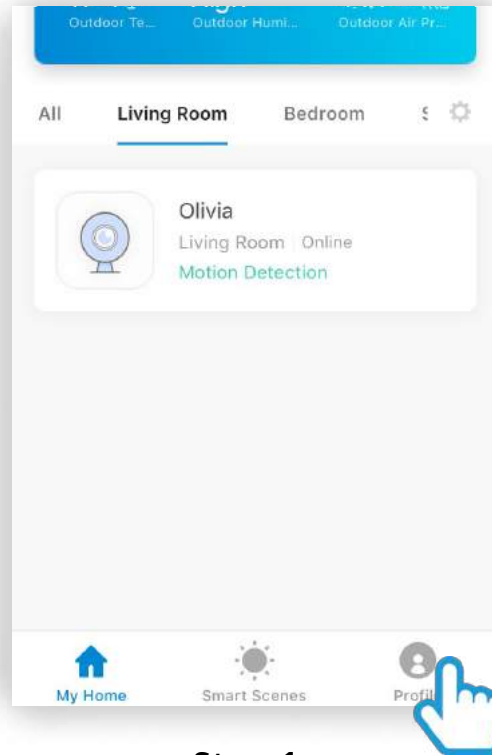 Outdoor Te... Outdoor Humi... Outdoor Air Pr...
All Living Room Bedroom
Olivia
Living Room | Online
Motion Detection
My Home Smart Scenes